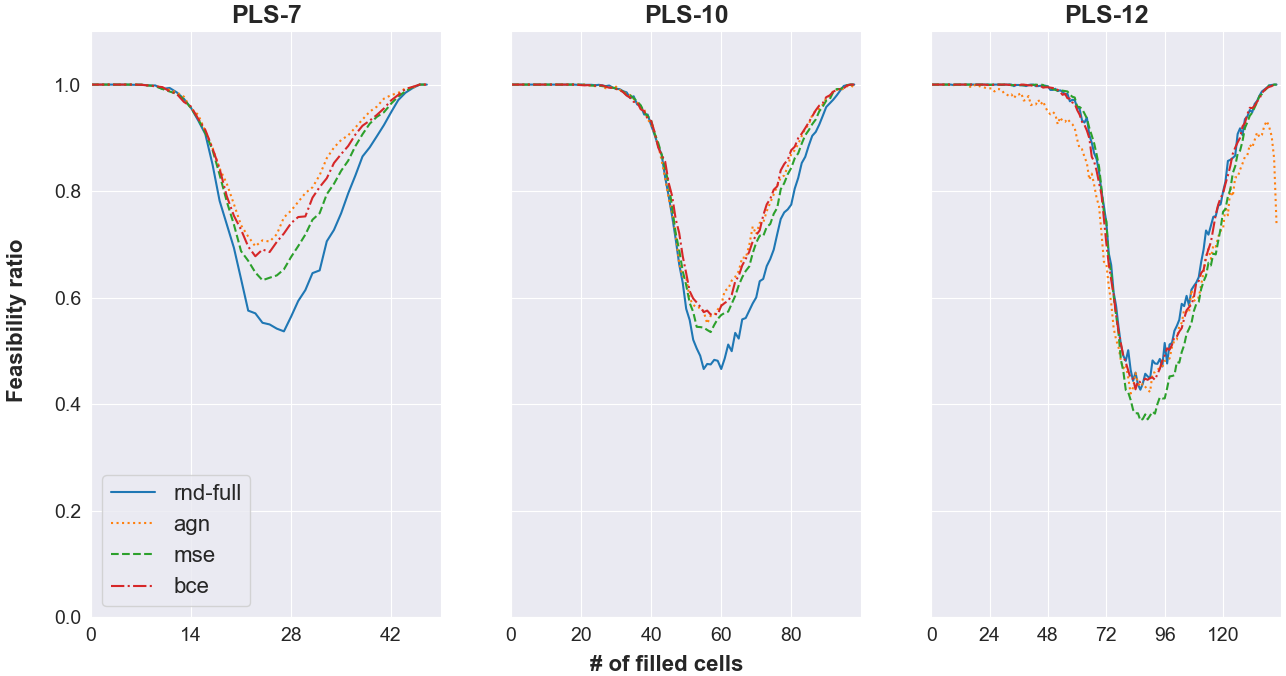 PLS-7
PLS-10
PLS-12
Feasibility ratio
1.0
0.8
0.6
0.4
0.2
0.0
rnd-full
agn
mse
bce
0 14 28 42
0 20 40 60 80
0 24 48 72 96 120
# of filled cells